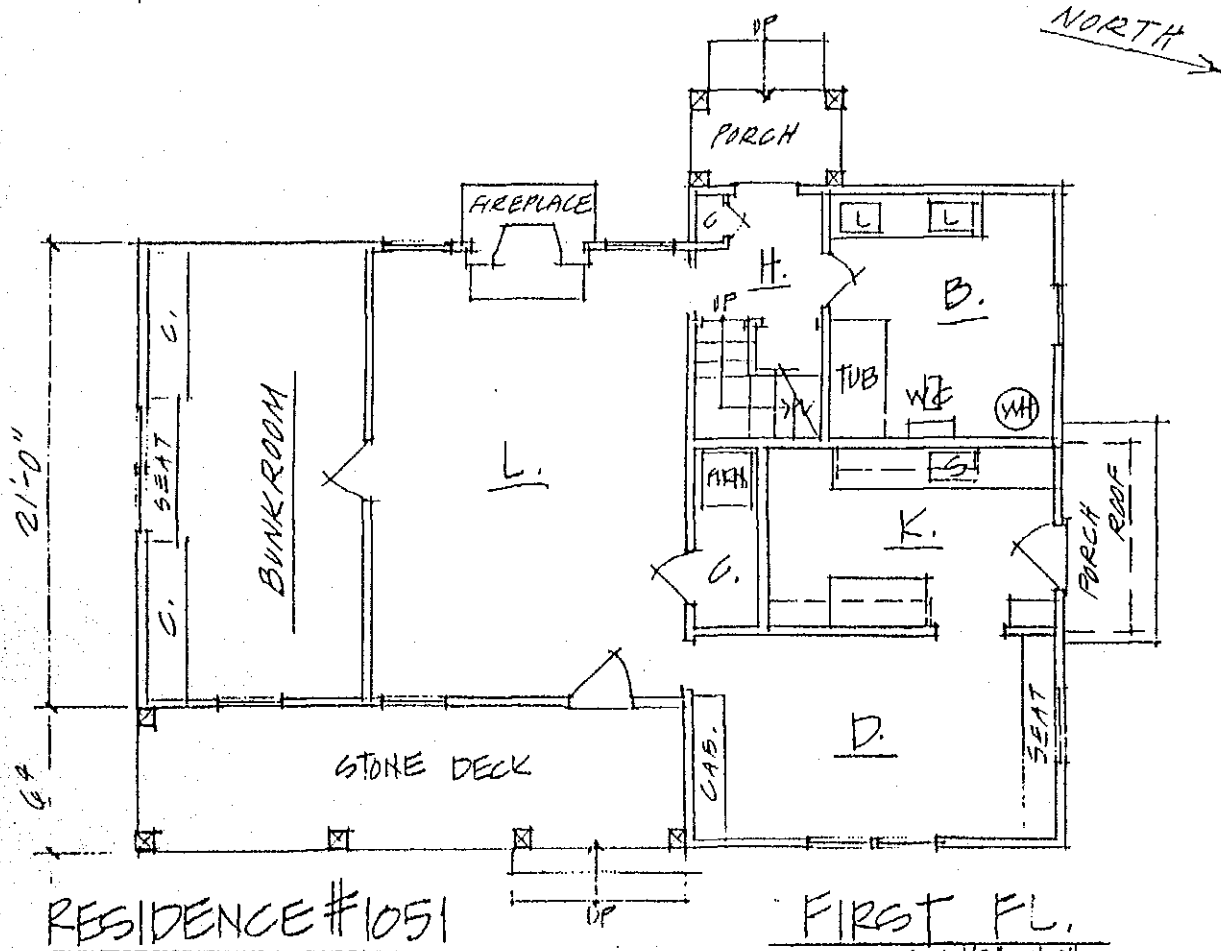 NORTH
UP
PORCH
FIREPLACE
C
L
L
H.
B.
UP
C.
TUB
WC
WH
DN
SEAT
BUNKROOM
L.
S
21'-0"
K.
PORCH
ROOF
C.
C.
D.
SEAT
CAB.
STONE DECK
UP
RESIDENCE #1051
FIRST FL.